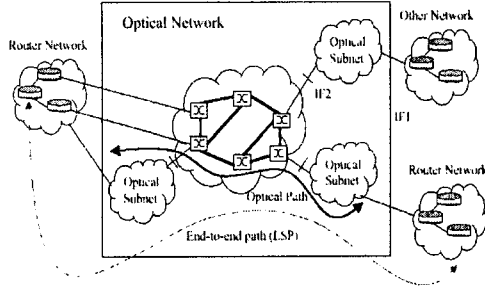 Optical Network
Other Network
Router Network
Optical
Subnet
IF2
IF1
Optical
Subnet
Optical
Subnet
Router Network
Optical Path
End-to-end path (LSP)